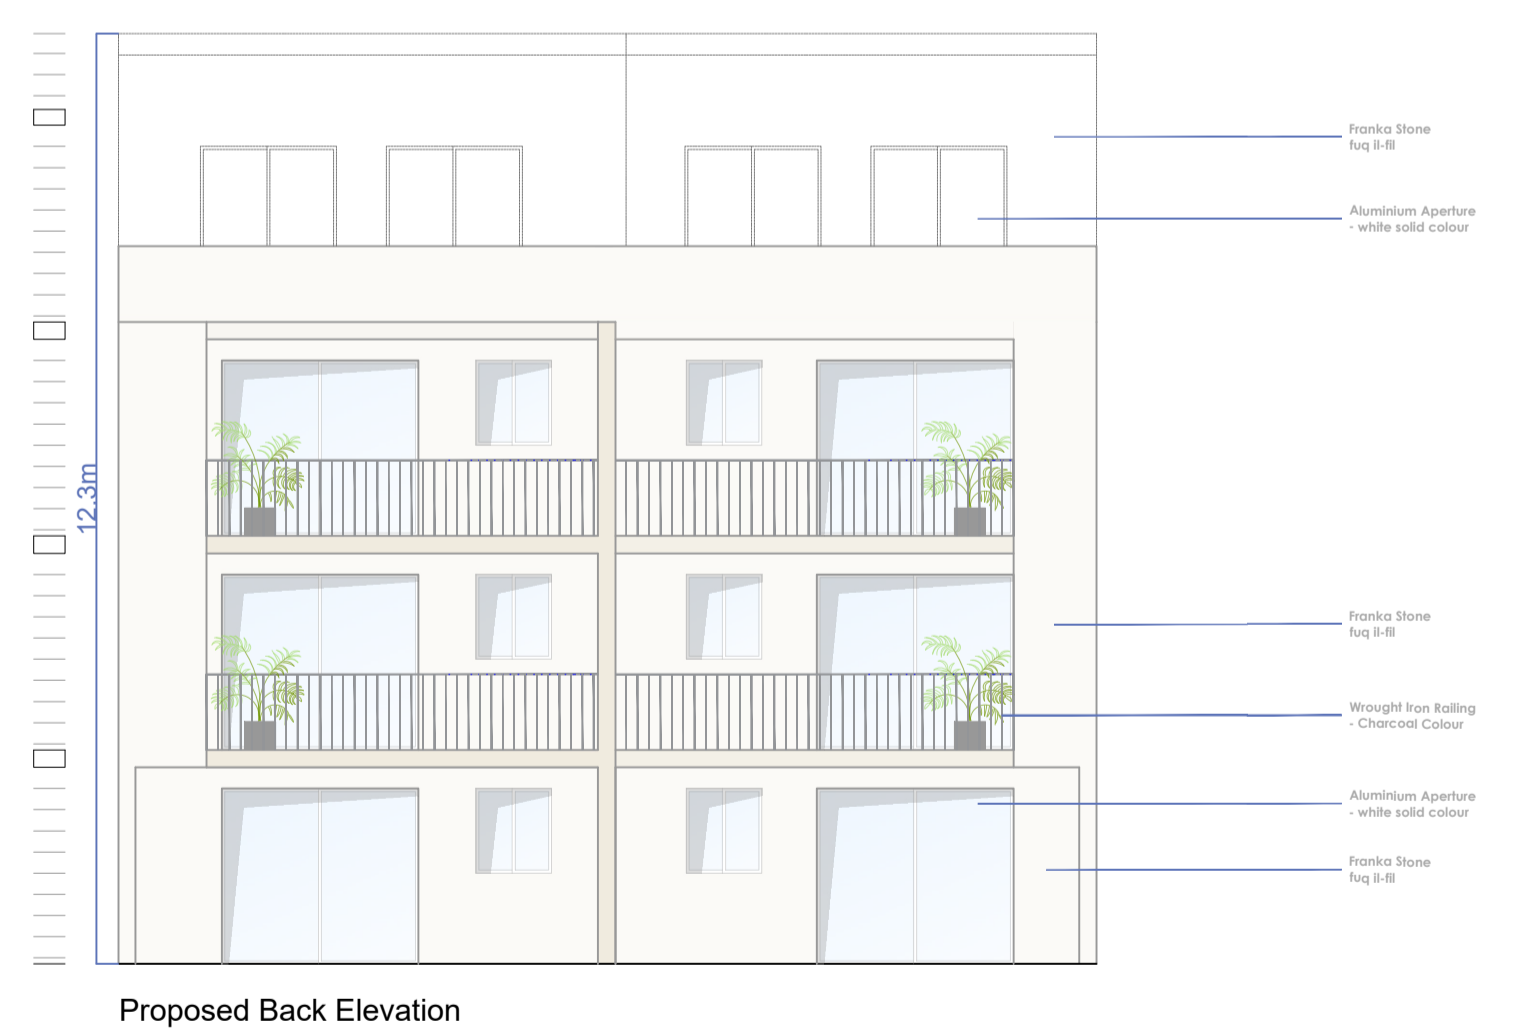 Franka Stone
fuq il-fil
Aluminium Aperture
- white solid colour
12.3m
Franka Stone
fuq il-fil
Wrought Iron Railing
- Charcoal Colour
Aluminium Aperture
- white solid colour
Franka Stone
fuq il-fil
Proposed Back Elevation